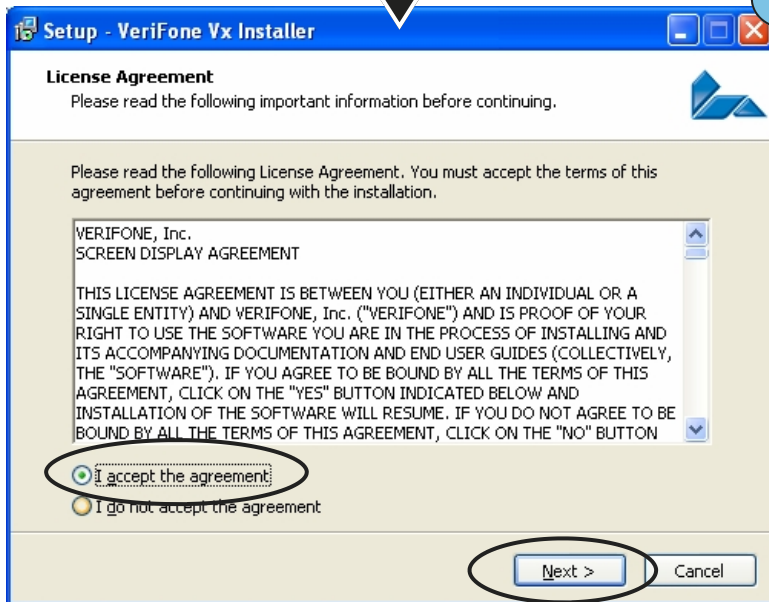 Setup - VeriFone Vx Installer
License Agreement
Please read the following important information before continuing.
Please read the following License Agreement. You must accept the terms of this
agreement before continuing with the installation.
VERIFONE, Inc.
SCREEN DISPLAY AGREEMENT
THIS LICENSE AGREEMENT IS BETWEEN YOU (EITHER AN INDIVIDUAL OR A
SINGLE ENTITY) AND VERIFONE, Inc. ("VERIFONE") AND IS PROOF OF YOUR
RIGHT TO USE THE SOFTWARE YOU ARE IN THE PROCESS OF INSTALLING AND
ITS ACCOMPANYING DOCUMENTATION AND END USER GUIDES (COLLECTIVELY,
THE "SOFTWARE"). IF YOU AGREE TO BE BOUND BY ALL THE TERMS OF THIS
AGREEMENT, CLICK ON THE "YES" BUTTON INDICATED BELOW AND
INSTALLATION OF THE SOFTWARE WILL RESUME. IF YOU DO NOT AGREE TO BE
BOUND BY ALL THE TERMS OF THIS AGREEMENT, CLICK ON THE "NO" BUTTON
I accept the agreement
I do not accept the agreement
Next > Cancel